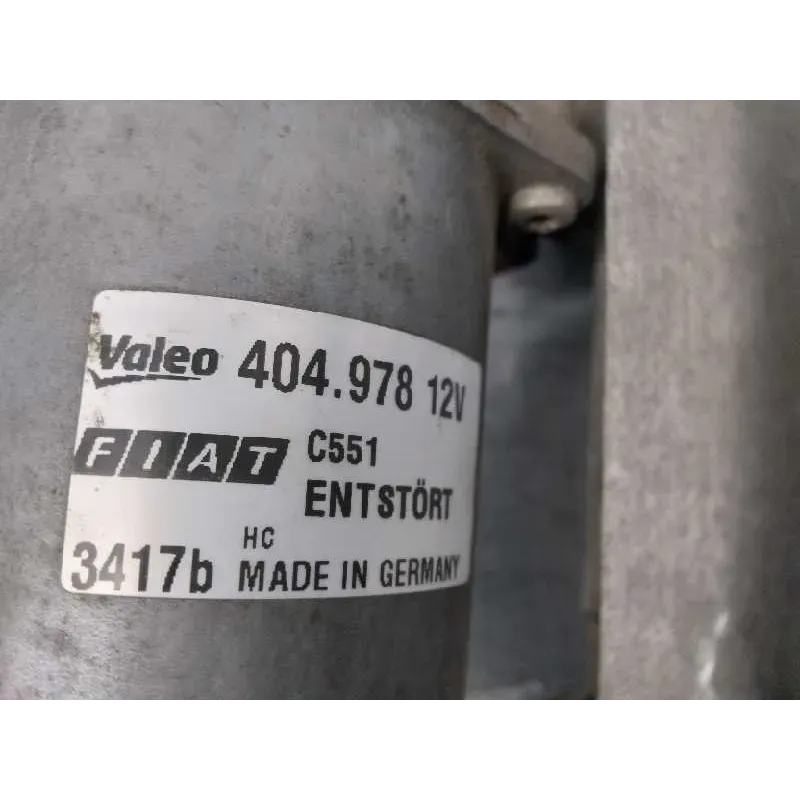 Valeo 404.978 12V
FIAT C551
ENTSTÖRT
HC
3417b MADE IN GERMANY